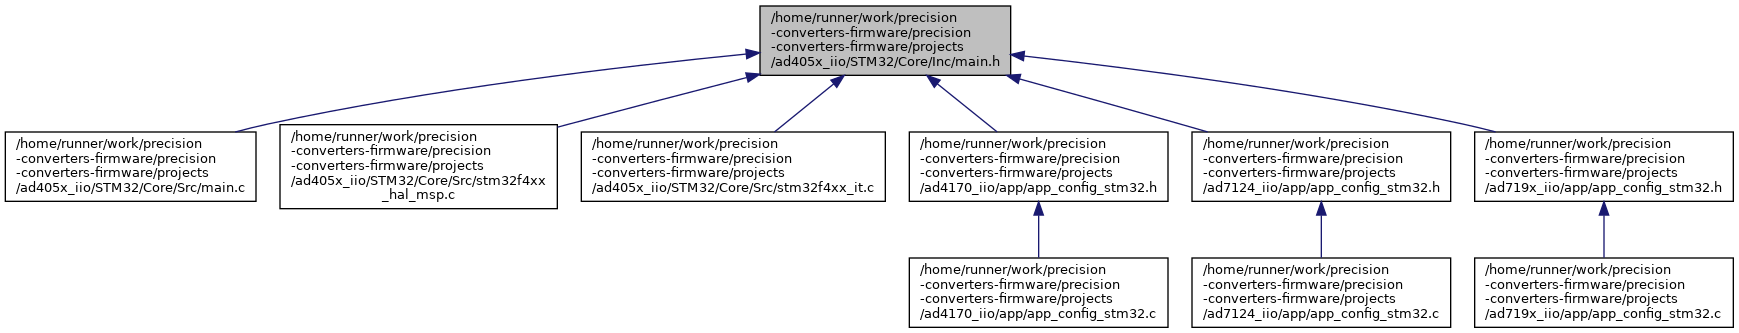 /home/runner/work/precision
-converters-firmware/precision
-converters-firmware/projects
/ad405x_iio/STM32/Core/Inc/main.h
/home/runner/work/precision
-converters-firmware/precision
-converters-firmware/projects
/ad405x_iio/STM32/Core/Src/main.c
/home/runner/work/precision
-converters-firmware/precision
-converters-firmware/projects
/ad405x_iio/STM32/Core/Src/stm32f4xx
_hal_msp.c
/home/runner/work/precision
-converters-firmware/precision
-converters-firmware/projects
/ad405x_iio/STM32/Core/Src/stm32f4xx_it.c
/home/runner/work/precision
-converters-firmware/precision
-converters-firmware/projects
/ad4170_iio/app/app_config_stm32.h
/home/runner/work/precision
-converters-firmware/precision
-converters-firmware/projects
/ad7124_iio/app/app_config_stm32.h
/home/runner/work/precision
-converters-firmware/precision
-converters-firmware/projects
/ad719x_iio/app/app_config_stm32.h
/home/runner/work/precision
-converters-firmware/precision
-converters-firmware/projects
/ad4170_iio/app/app_config_stm32.c
/home/runner/work/precision
-converters-firmware/precision
-converters-firmware/projects
/ad7124_iio/app/app_config_stm32.c
/home/runner/work/precision
-converters-firmware/precision
-converters-firmware/projects
/ad719x_iio/app/app_config_stm32.c